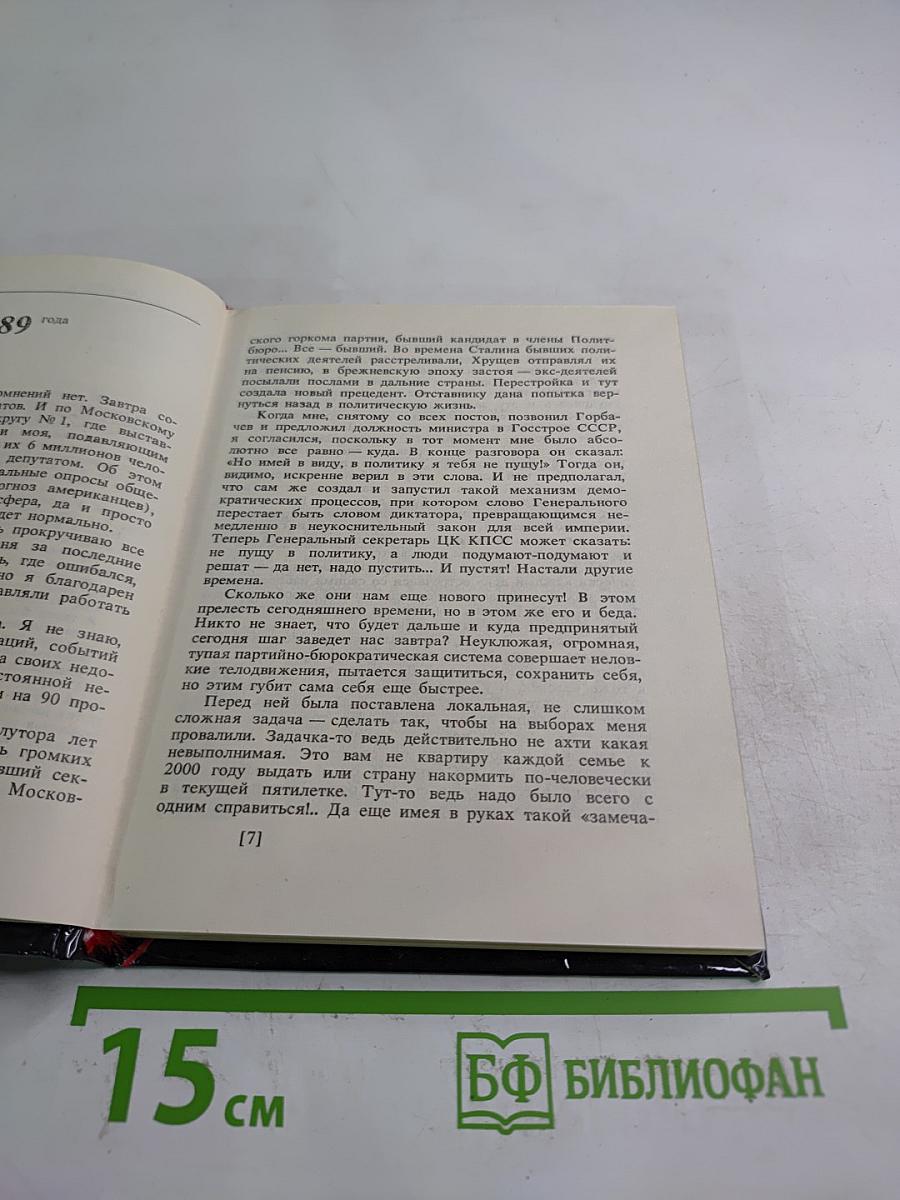 89 года
омнений нет. Завтра со-
атов. И по Московскому
кругу № 1, где выстав-
и моя, подавляющим
их 6 миллионов чело-
депутатом. Об этом
альные опросы обще-
огноз американцев),
сфера, да и просто
дет нормально.
ь прокручиваю все
ня за последние
ь, где ошибался,
но я благодарен
авляли работать
а. Я не знаю,
аций, событий
а своих недо-
стоянной не-
и на 90 про-
лутора лет
ь громких
вший сек-
Москов-
ского горкома партии, бывший кандидат в члены Полит-
бюро... Все — бывший. Во времена Сталина бывших поли-
тических деятелей расстреливали, Хрущев отправлял их
на пенсию, в брежневскую эпоху застоя — экс-деятелей
посылали послами в дальние страны. Перестройка и тут
создала новый прецедент. Отставнику дана попытка вер-
нуться назад в политическую жизнь.
Когда мне, снятому со всех постов, позвонил Горба-
чев и предложил должность министра в Госстрое СССР,
я согласился, поскольку в тот момент мне было абсо-
лютно все равно — куда. В конце разговора он сказал:
«Но имей в виду, в политику я тебя не пущу!» Тогда он,
видимо, искренне верил в эти слова. И не предполагал,
что сам же создал и запустил такой механизм демо-
кратических процессов, при котором слово Генерального
перестает быть словом диктатора, превращающимся не-
медленно в неукоснительный закон для всей империи.
Теперь Генеральный секретарь ЦК КПСС может сказать:
не пущу в политику, а люди подумают-подумают и
решат — да нет, надо пустить... И пустят! Настали другие
времена.
Сколько же они нам еще нового принесут! В этом
прелесть сегодняшнего времени, но в этом же его и беда.
Никто не знает, что будет дальше и куда предпринятый
сегодня шаг заведет нас завтра? Неуклюжая, огромная,
тупая партийно-бюрократическая система совершает нелов-
кие телодвижения, пытается защититься, сохранить себя,
но этим губит сама себя еще быстрее.
Перед ней была поставлена локальная, не слишком
сложная задача — сделать так, чтобы на выборах меня
провалили. Задачка-то ведь действительно не ахти какая
невыполнимая. Это вам не квартиру каждой семье к
2000 году выдать или страну накормить по-человечески
в текущей пятилетке. Тут-то ведь надо было всего с
одним справиться!.. Да еще имея в руках такой «замеча-
[7]
15 см
БФ БИБЛИОФАН